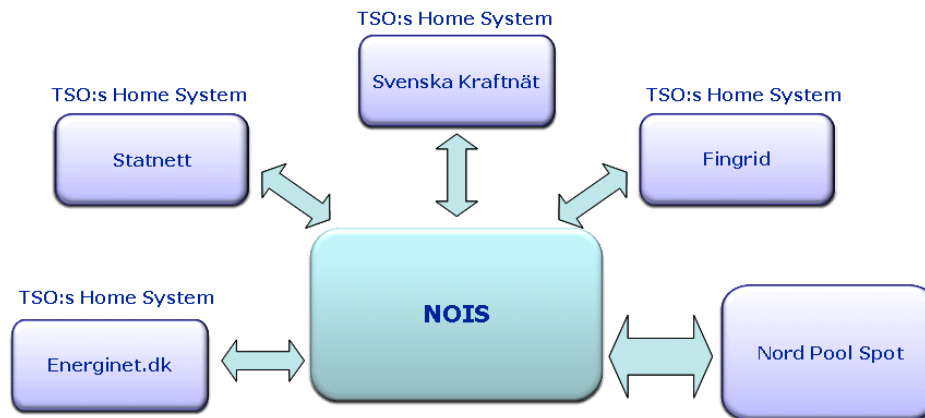 TSO:s Home System
Svenska Kraftnät
TSO:s Home System
Statnett
TSO:s Home System
Fingrid
NOIS
TSO:s Home System
Energinet.dk
Nord Pool Spot